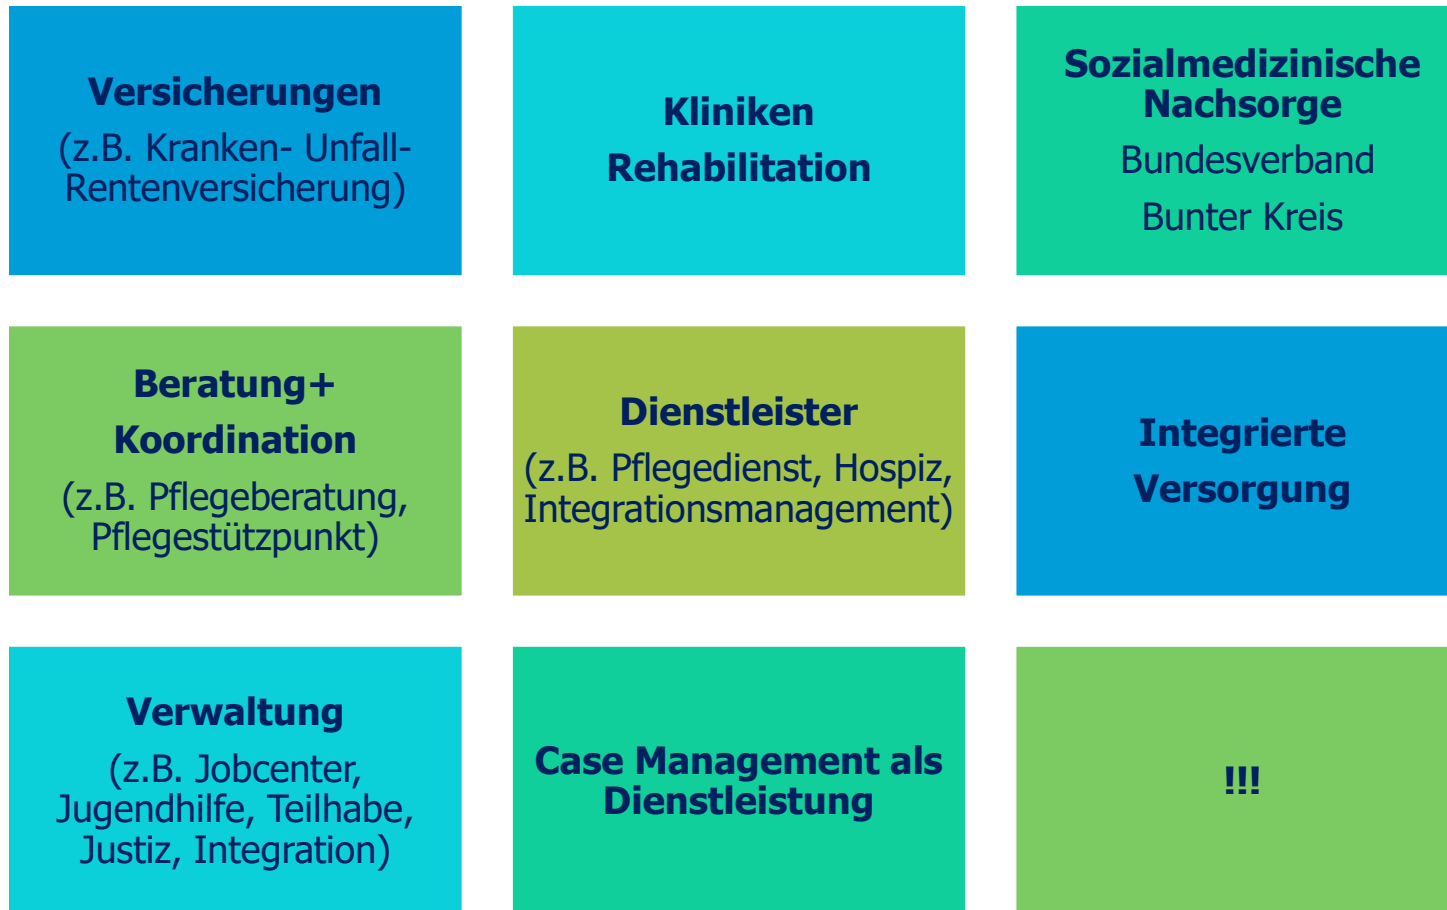 Versicherungen
(z.B. Kranken- Unfall-
Rentenversicherung)
Kliniken
Rehabilitation
Sozialmedizinische
Nachsorge
Bundesverband
Bunter Kreis
Beratung+
Koordination
(z.B. Pflegeberatung,
Pflegestützpunkt)
Dienstleister
(z.B. Pflegedienst, Hospiz,
Integrationsmanagement)
Integrierte
Versorgung
Verwaltung
(z.B. Jobcenter,
Jugendhilfe, Teilhabe,
Justiz, Integration)
Case Management als
Dienstleistung
!!!